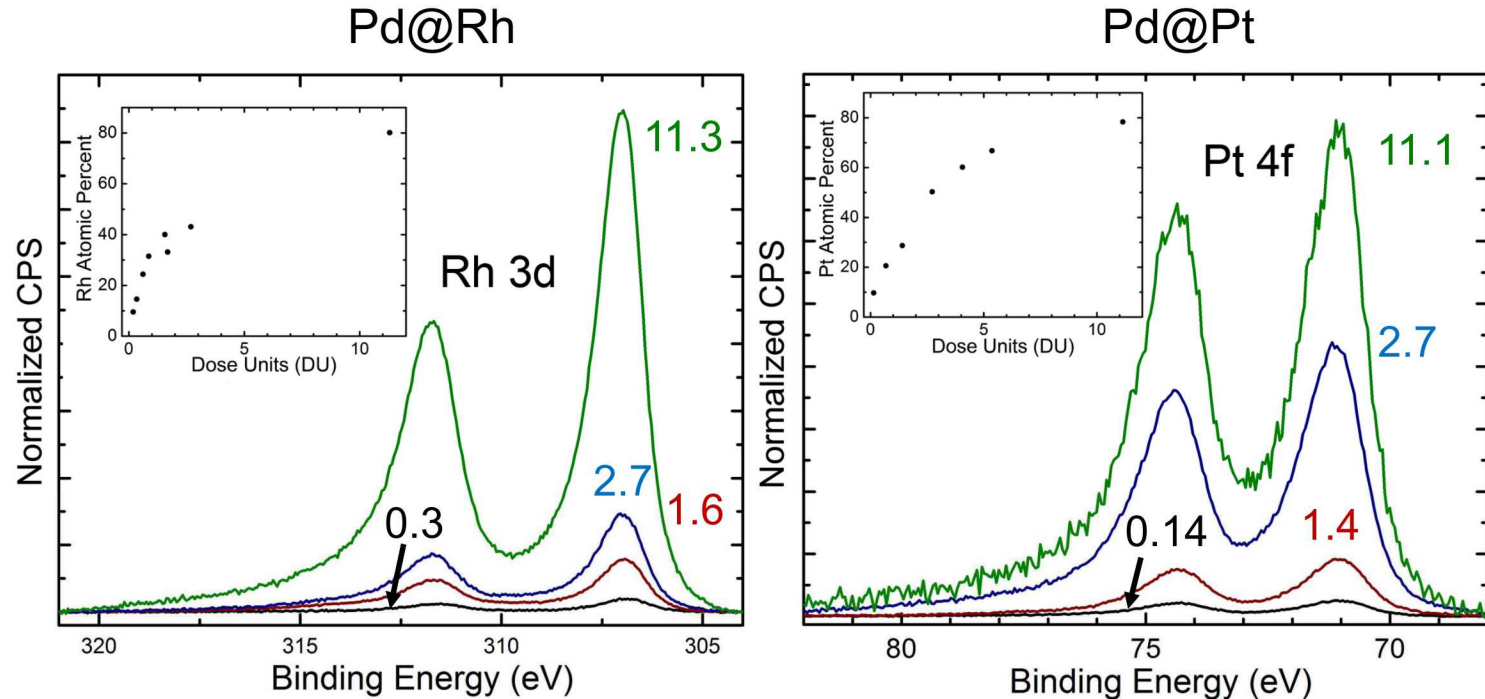 Pd@Rh
Pd@Pt
Normalized CPS
Rh Atomic Percent
80
60
40
20
0
0
5
10
Dose Units (DU)
11.3
Rh 3d
2.7
1.6
0.3
320
315
310
305
Binding Energy (eV)
Normalized CPS
Pt Atomic Percent
80
60
40
20
0
0
5
10
Dose Units (DU)
Pt 4f
11.1
2.7
1.4
0.14
80
75
70
Binding Energy (eV)